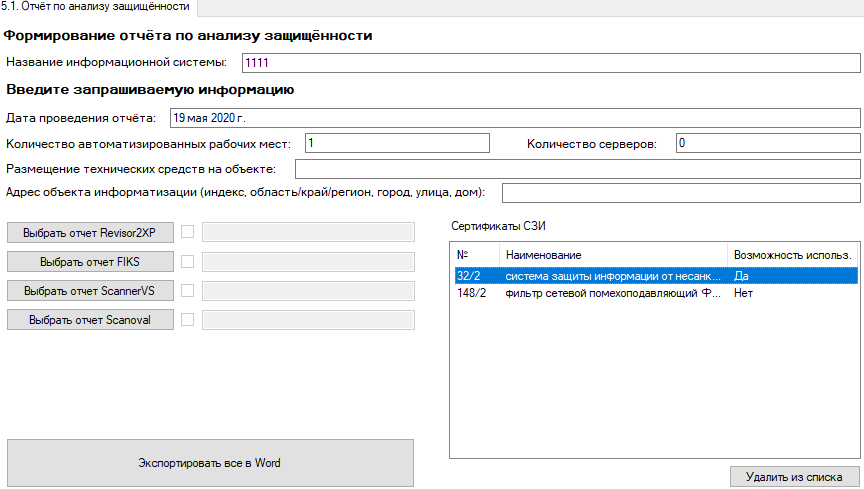 5.1. Отчёт по анализу защищённости
Формирование отчёта по анализу защищённости
Название информационной системы: 1111
Введите запрашиваемую информацию
Дата проведения отчёта: 19 мая 2020 г.
Количество автоматизированных рабочих мест: 1 Количество серверов: 0
Размещение технических средств на объекте:
Адрес объекта информатизации (индекс, область/край/регион, город, улица, дом):
Выбрать отчет Revisor2XP
Выбрать отчет FIKS
Выбрать отчет ScannerVS
Выбрать отчет Scanoval
Экспортировать все в Word
Сертификаты СЗИ
№ Наименование Возможность использ.
32/2 система защиты информации от несанк... Да
148/2 фильтр сетевой помехоподавляющий Ф... Нет
Удалить из списка